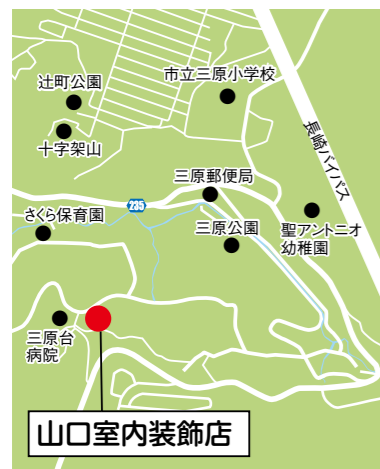 辻町公園
市立三原小学校
十字架山
長崎バイパス
三原郵便局
235
さくら保育園
三原公園
聖アントニオ
幼稚園
三原台
病院
山口室内装飾店